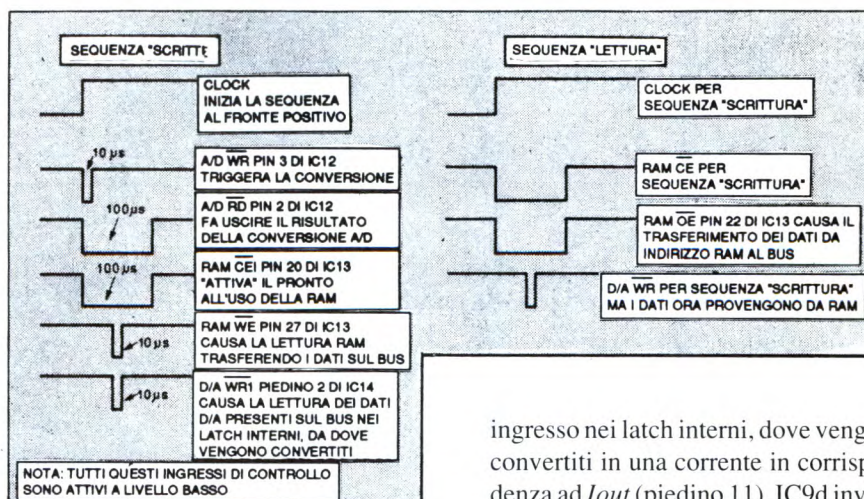 SEQUENZA "SCRITTE
CLOCK
INIZIA LA SEQUENZA
AL FRONTE POSITIVO
10 µs
A/D WR PIN 3 DI IC12
TRIGGERA LA CONVERSIONE
100µs
A/D RD PIN 2 DI IC12
FA USCIRE IL RISULTATO
DELLA CONVERSIONE A/D
100µs
RAM CEI PIN 20 DI IC13
"ATTIVA" IL PRONTO
ALL'USO DELLA RAM
10 µs
RAM WE PIN 27 DI IC13
CAUSA LA LETTURA RAM
TRASFERENDO I DATI SUL BUS
10µs
D/A WR1 PIEDINO 2 DI IC14
CAUSA LA LETTURA DEI DATI
D/A PRESENTI SUL BUS NEI
LATCH INTERNI, DA DOVE
VENGONO CONVERTITI
NOTA: TUTTI QUESTI INGRESSI DI CONTROLLO
SONO ATTIVI A LIVELLO BASSO
SEQUENZA "LETTURA"
CLOCK PER
SEQUENZA "SCRITTURA"
RAM CE PER
SEQUENZA "SCRITTURA"
RAM OE PIN 22 DI IC13 CAUSA IL
TRASFERIMENTO DEI DATI DA
INDIRIZZO RAM AL BUS
D/A WR PER SEQUENZA "SCRITTURA"
MA I DATI ORA PROVENGONO DA RAM
ingresso nei latch interni, dove veng
convertiti in una corrente in corrisp
denza ad Iout (piedino 11). IC9d inv